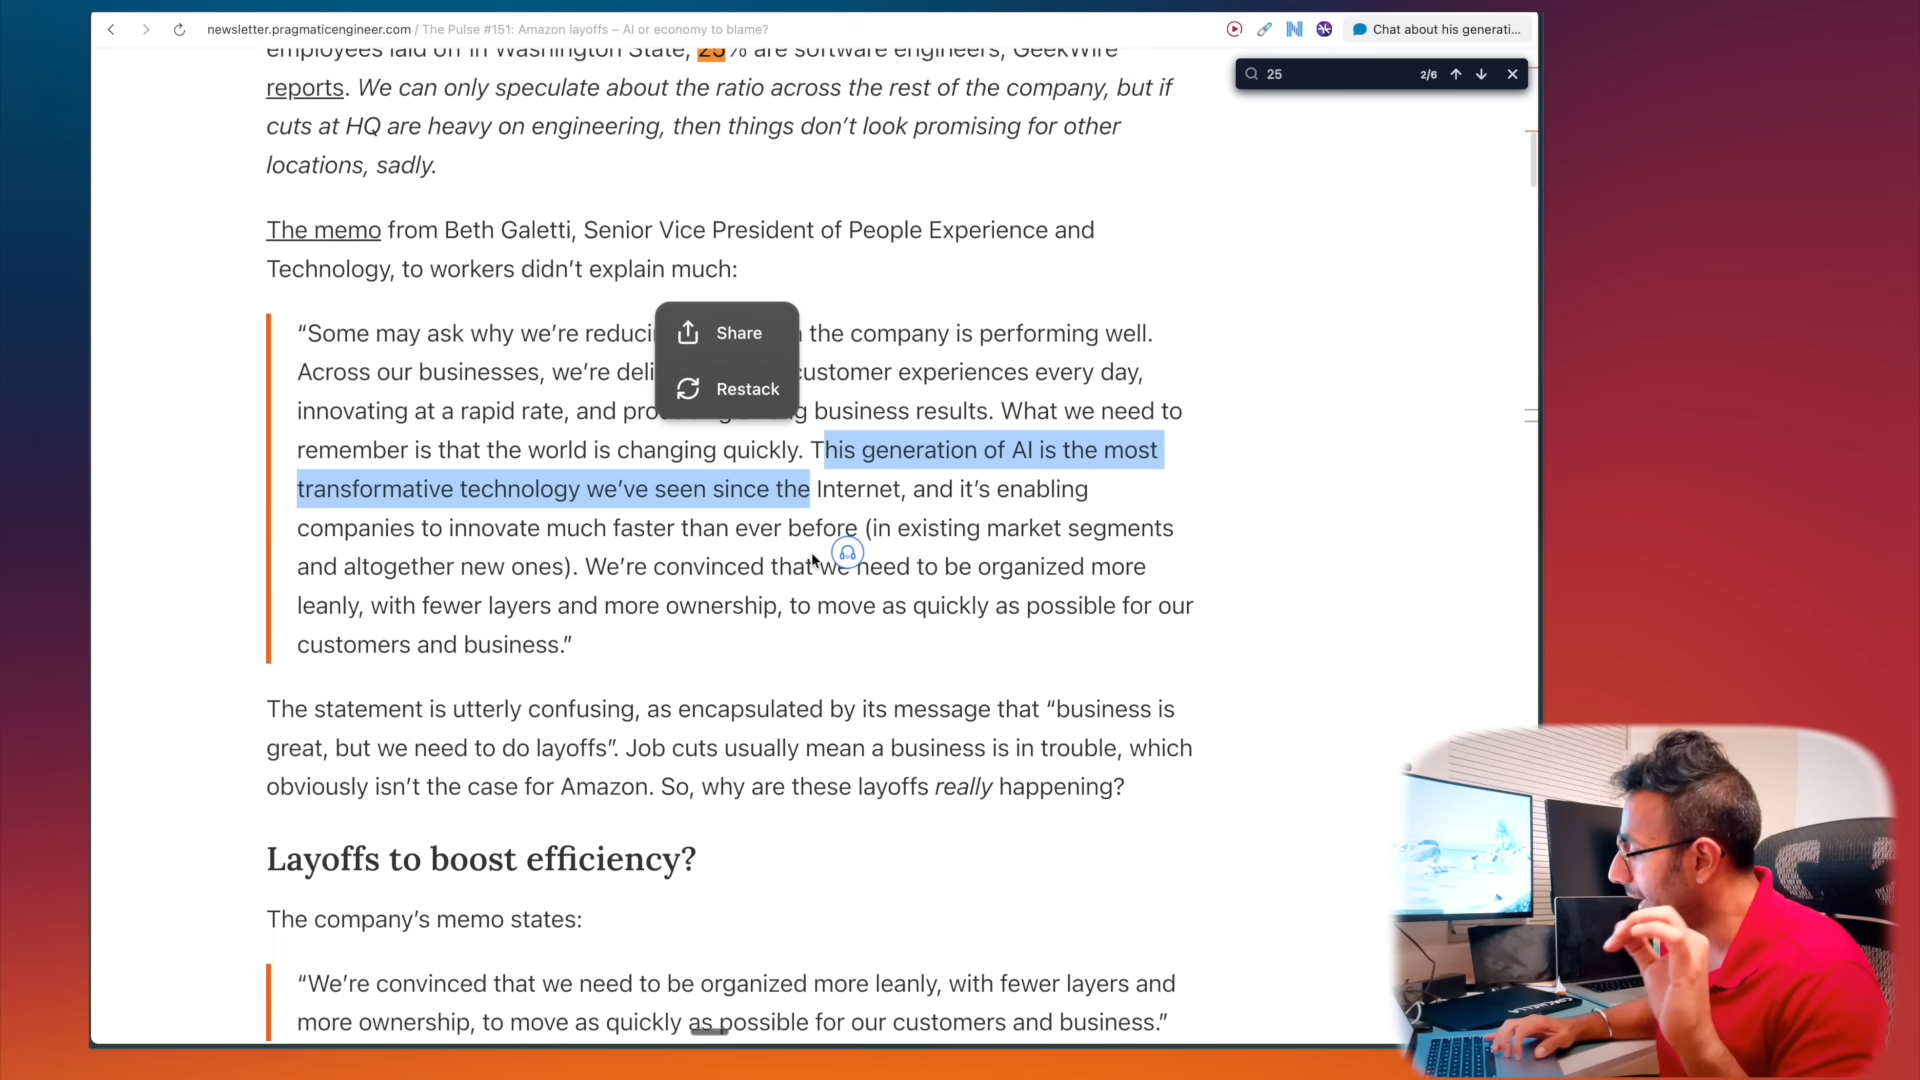 newsletter.pragmaticengineer.com / The Pulse #151: Amazon layoffs – AI or economy to blame?
Chat about his generati...
25
2/6
employees laid off in Washington State, 25% are software engineers, GeekWire
reports. We can only speculate about the ratio across the rest of the company, but if
cuts at HQ are heavy on engineering, then things don’t look promising for other
locations, sadly.
The memo from Beth Galetti, Senior Vice President of People Experience and
Technology, to workers didn’t explain much:
Share
Restack
“Some may ask why we’re reduci the company is performing well.
Across our businesses, we’re deli customer experiences every day,
innovating at a rapid rate, and pro business results. What we need to
remember is that the world is changing quickly. This generation of AI is the most
transformative technology we’ve seen since the Internet, and it’s enabling
companies to innovate much faster than ever before (in existing market segments
and altogether new ones). We’re convinced that we need to be organized more
leanly, with fewer layers and more ownership, to move as quickly as possible for our
customers and business.”
The statement is utterly confusing, as encapsulated by its message that “business is
great, but we need to do layoffs”. Job cuts usually mean a business is in trouble, which
obviously isn’t the case for Amazon. So, why are these layoffs really happening?
Layoffs to boost efficiency?
The company’s memo states:
“We’re convinced that we need to be organized more leanly, with fewer layers and
more ownership, to move as quickly as possible for our customers and business.”